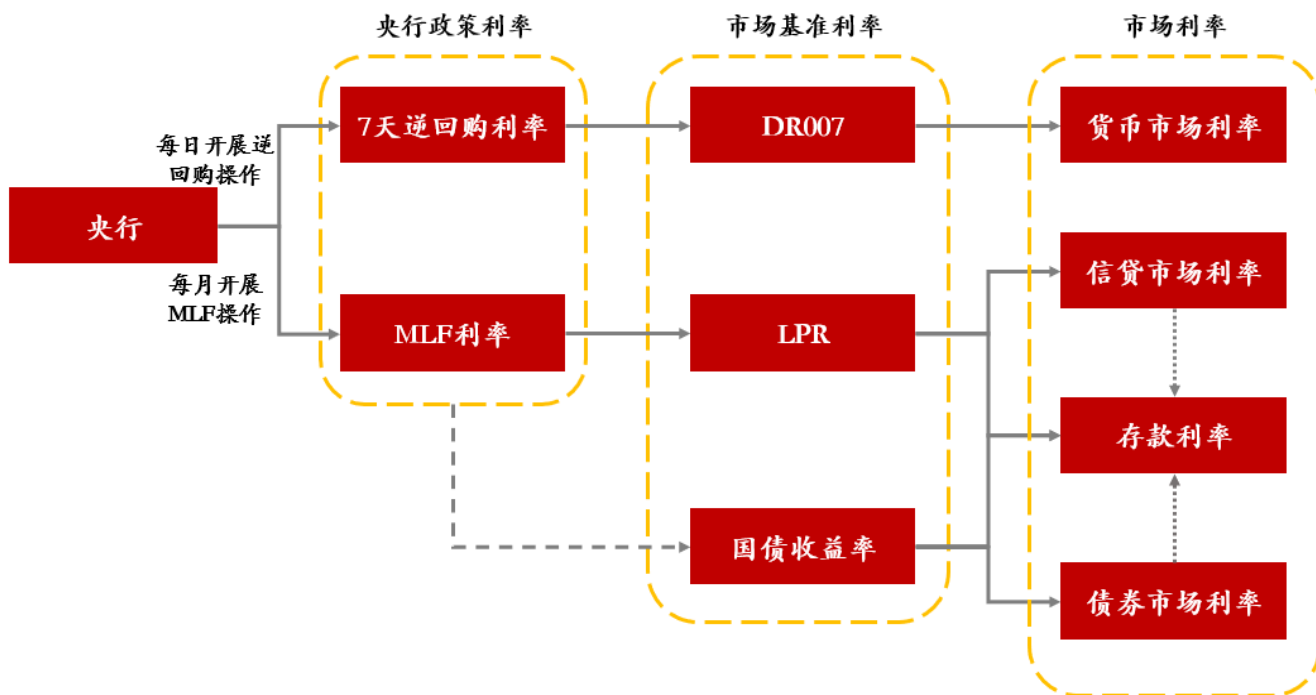 央行政策利率
市场基准利率
市场利率
7天逆回购利率
DR007
货币市场利率
每日开展逆
回购操作
央行
信贷市场利率
每月开展
MLF操作
MLF利率
LPR
存款利率
国债收益率
债券市场利率